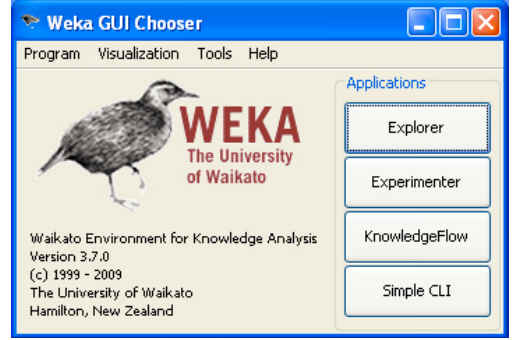 Weka GUI Chooser
Program Visualization Tools Help
WEKA
The University
of Waikato
Waikato Environment for Knowledge Analysis
Version 3.7.0
(c) 1999 - 2009
The University of Waikato
Hamilton, New Zealand
Applications
Explorer
Experimenter
KnowledgeFlow
Simple CLI